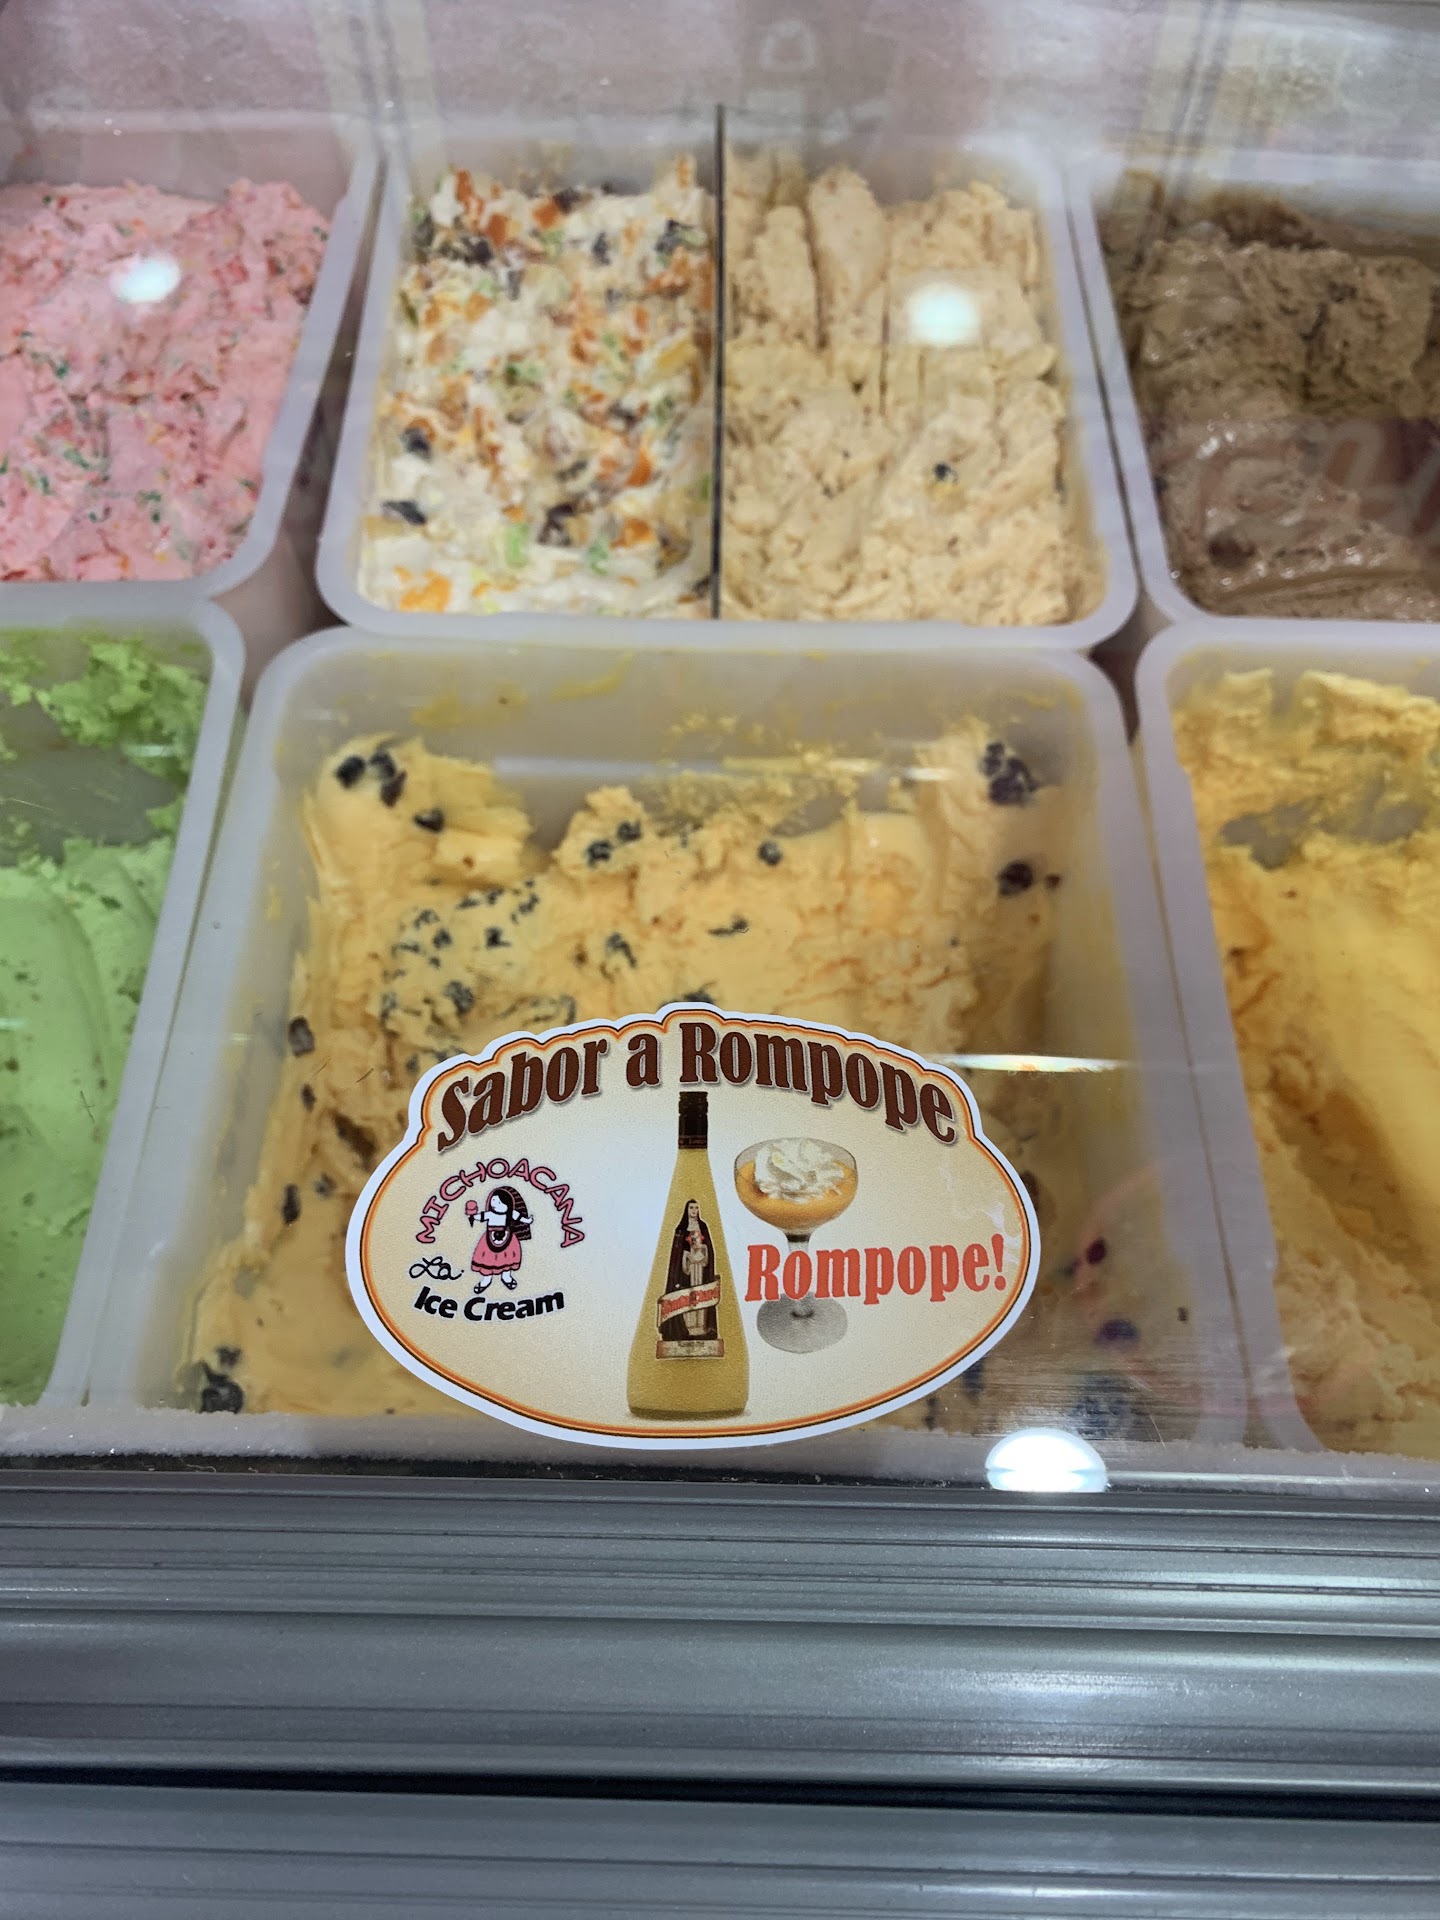 Sabor a Rompope
MICHOACANA
La
Ice Cream
Rompope!